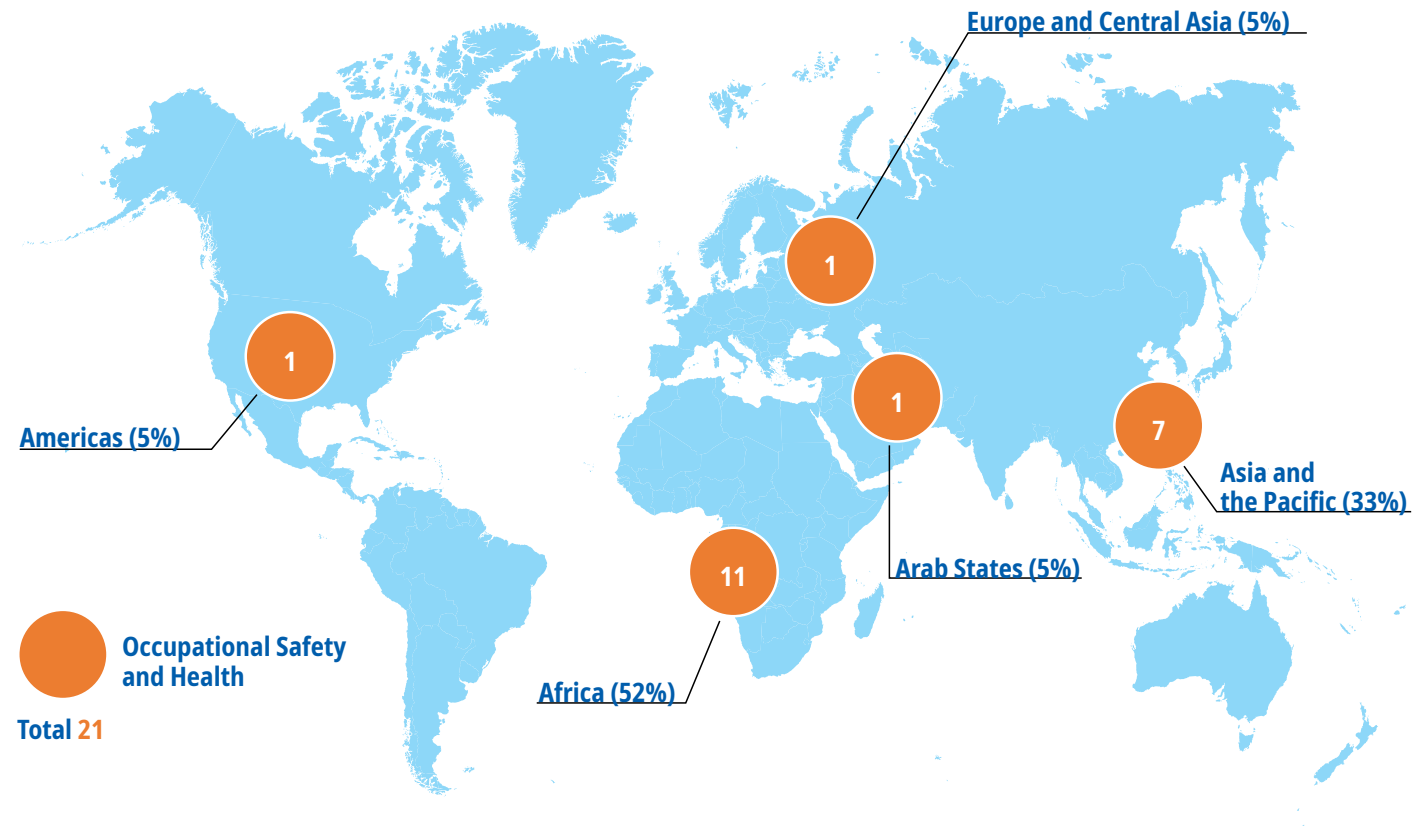 Europe and Central Asia (5%)
1
1
Americas (5%)
1
7
Asia and
the Pacific (33%)
Arab States (5%)
11
Africa (52%)
Occupational Safety
and Health
Total 21